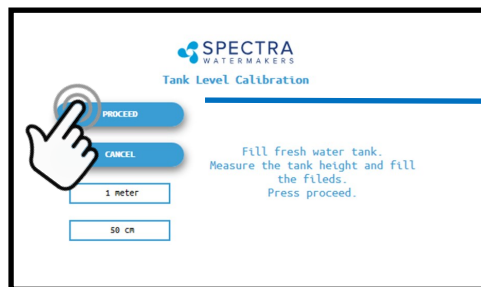 SPECTRA
WATERMAKERS
Tank Level Calibration
PROCEED
CANCEL
1 meter
50 cm
Fill fresh water tank.
Measure the tank height and fill
the fileds.
Press proceed.